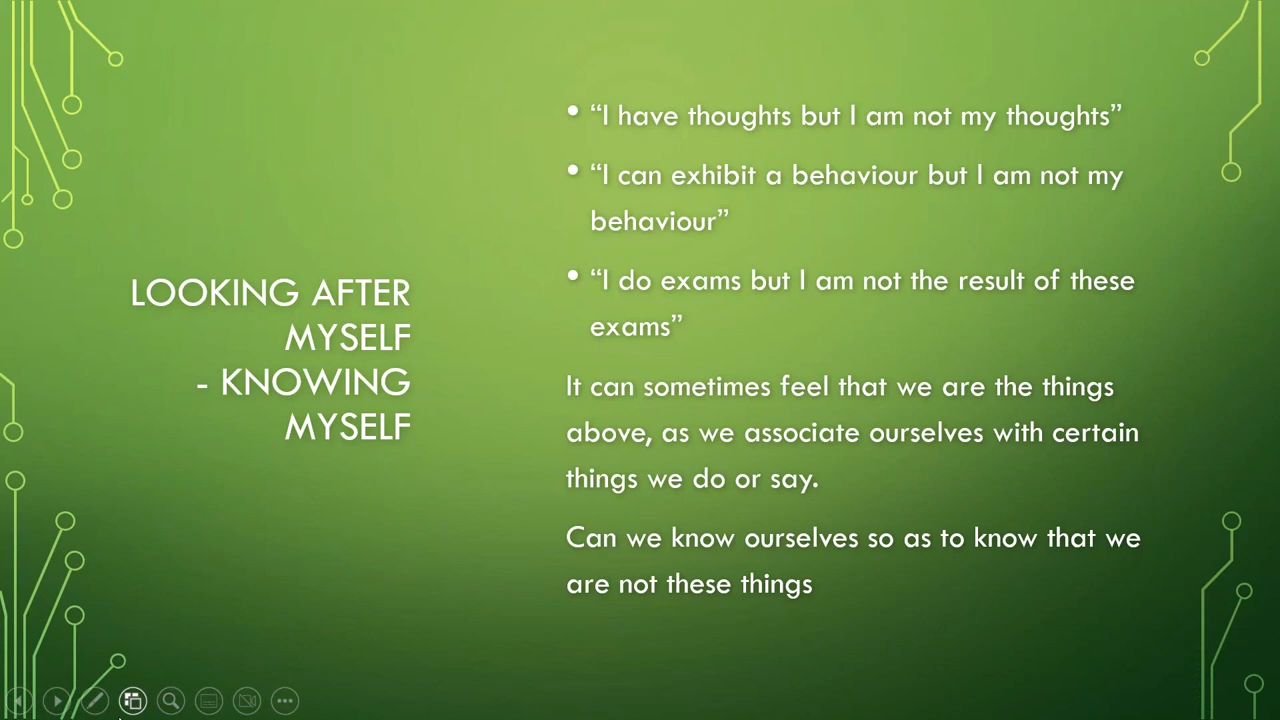 LOOKING AFTER
MYSELF
- KNOWING
MYSELF
• “I have thoughts but I am not my thoughts”
• “I can exhibit a behaviour but I am not my
behaviour”
• “I do exams but I am not the result of these
exams”
It can sometimes feel that we are the things
above, as we associate ourselves with certain
things we do or say.
Can we know ourselves so as to know that we
are not these things